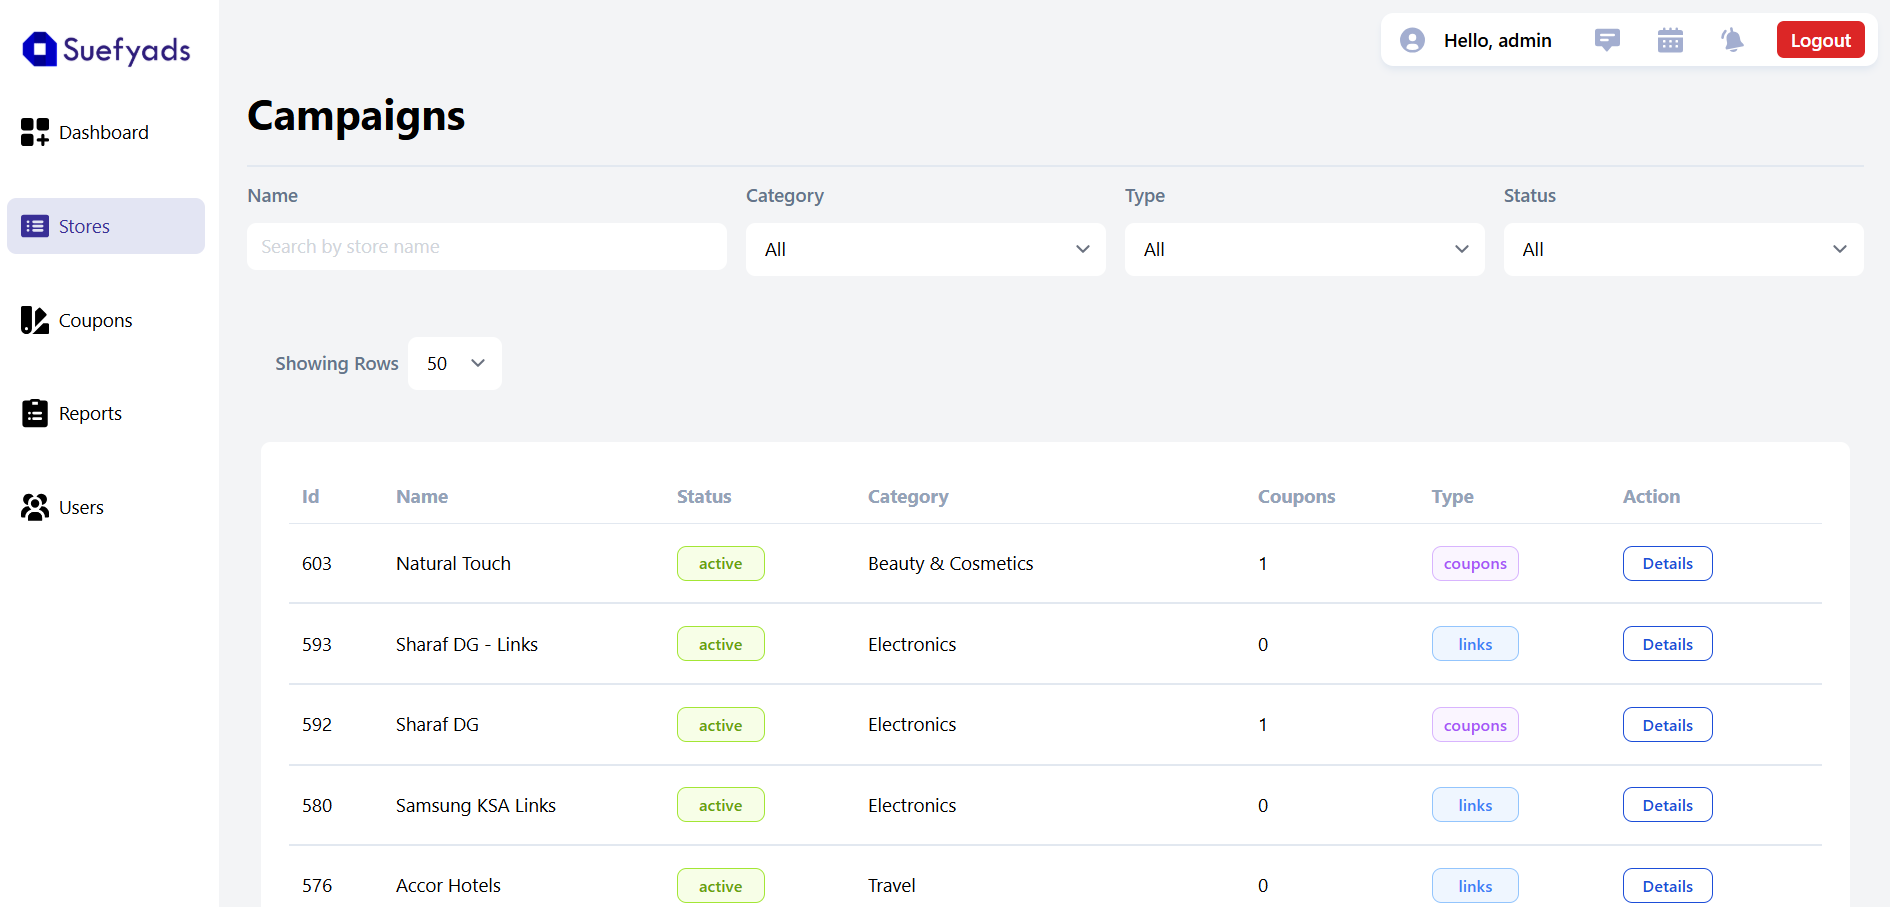 Suefyads
Hello, admin
Logout
Dashboard
Stores
Coupons
Reports
Users
Campaigns
Name Category Type Status
Search by store name All All All
Showing Rows 50
Id Name Status Category Coupons Type Action
603 Natural Touch active Beauty & Cosmetics 1 coupons Details
593 Sharaf DG - Links active Electronics 0 links Details
592 Sharaf DG active Electronics 1 coupons Details
580 Samsung KSA Links active Electronics 0 links Details
576 Accor Hotels active Travel 0 links Details